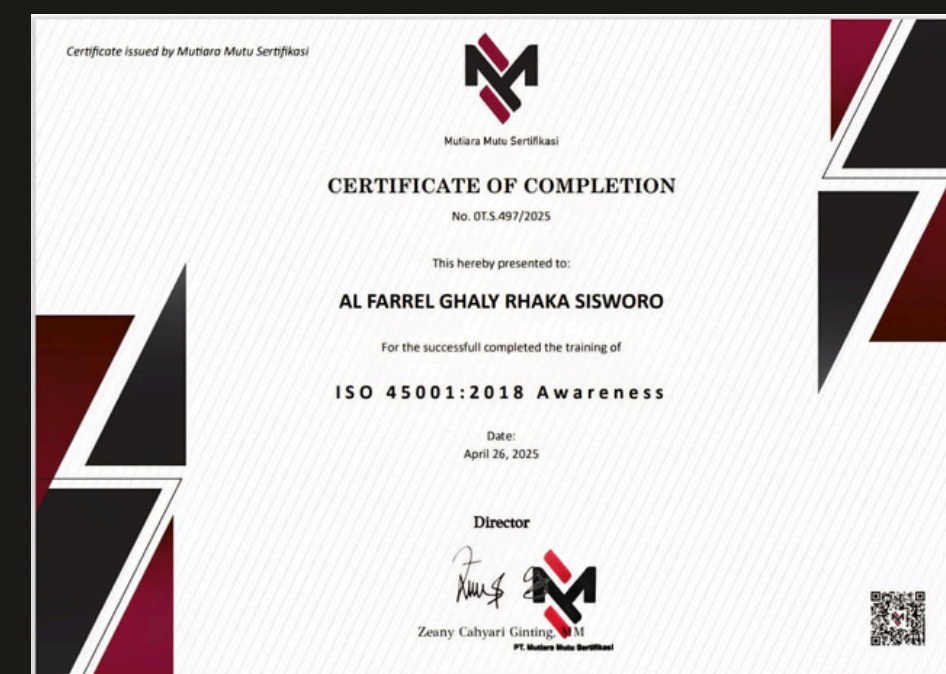 Certificate issued by Mutiara Mutu Sertifikasi
Mutiara Mutu Sertifikasi
CERTIFICATE OF COMPLETION
No. 0T.S.497/2025
This hereby presented to:
AL FARREL GHALY RHAKA SISWORO
For the successfull completed the training of
ISO 45001:2018 Awareness
Date:
April 26, 2025
Director
Zeany Cahyari Ginting, MM
PT. Mutiara Mutu Sertifikasi